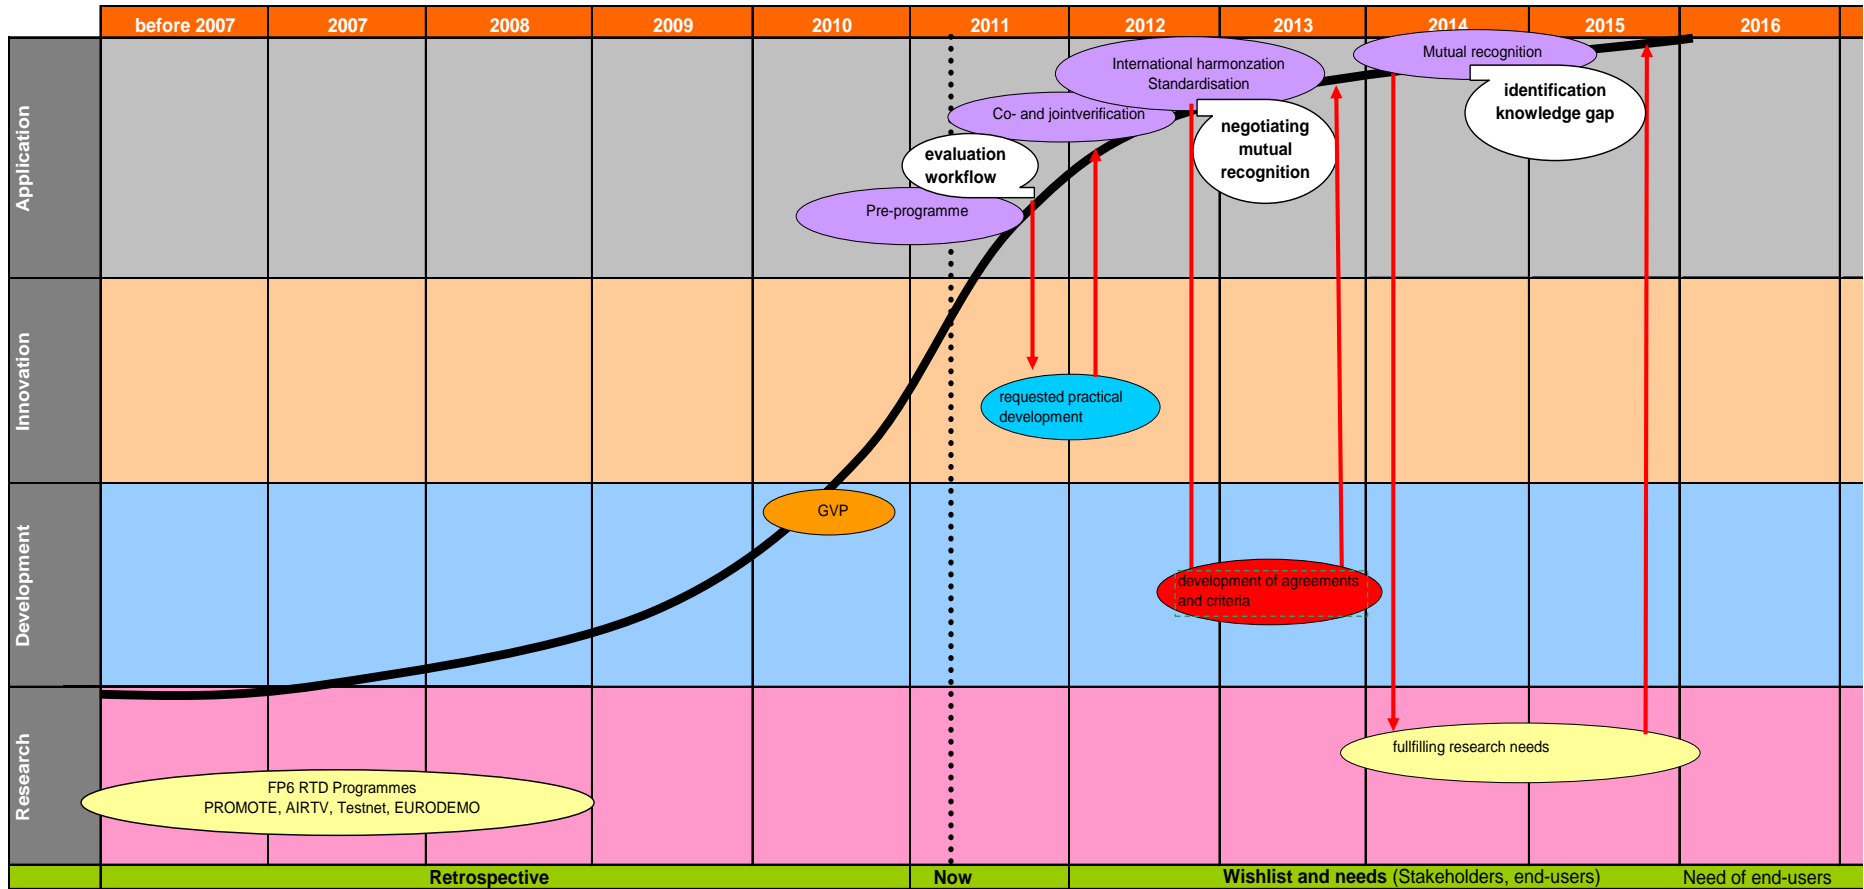 before 2007 2007 2008 2009 2010 2011 2012 2013 2014 2015 2016
Application
Mutual recognition
International harmonzation
Standardisation
identification
knowledge gap
Co- and jointverification
negotiating
mutual
recognition
evaluation
workflow
Pre-programme
Innovation
requested practical
development
Development
GVP
development of agreements
and criteria
Research
fullfilling research needs
FP6 RTD Programmes
PROMOTE, AIRTV, Testnet, EURODEMO
Retrospective Now Wishlist and needs (Stakeholders, end-users) Need of end-users